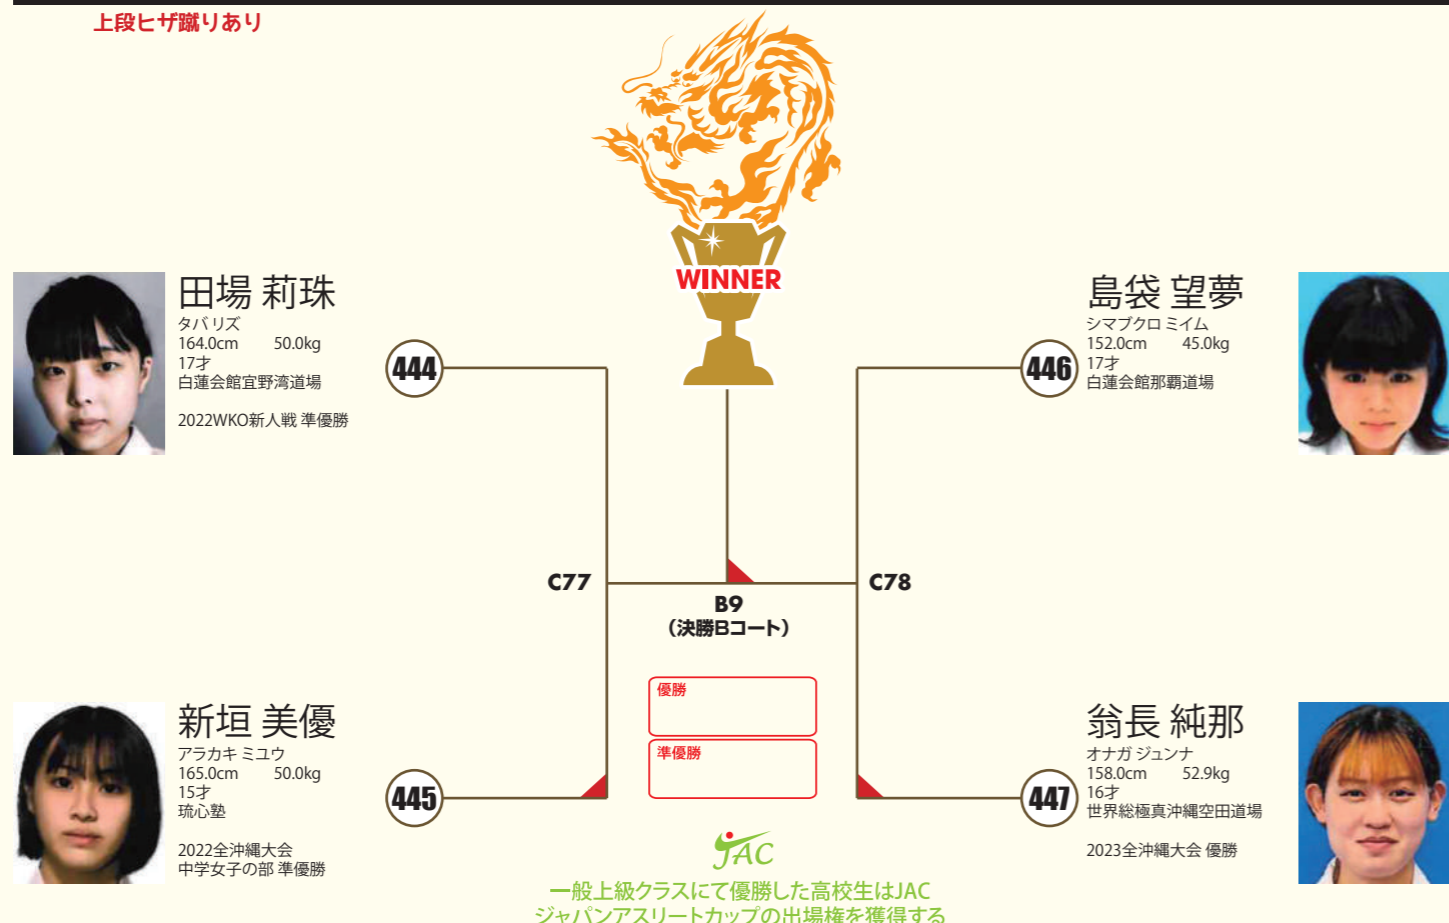 上段ヒザ蹴りあり
WINNER
田場 莉珠
タバ リズ
164.0cm 50.0kg
17才
白蓮会館宜野湾道場
2022WKO新人戦 準優勝
444
島袋 望夢
シマブクロ ミイム
152.0cm 45.0kg
17才
白蓮会館那覇道場
446
C77
C78
B9
（決勝Bコート）
優勝
準優勝
新垣 美優
アラカキ ミユウ
165.0cm 50.0kg
15才
琉心塾
2022全沖縄大会
中学女子の部 準優勝
445
翁長 純那
オナガ ジュンナ
158.0cm 52.9kg
16才
世界総極真沖縄空田道場
2023全沖縄大会 優勝
447
JAC
一般上級クラスにて優勝した高校生はJAC
ジャパンアスリートカップの出場権を獲得する